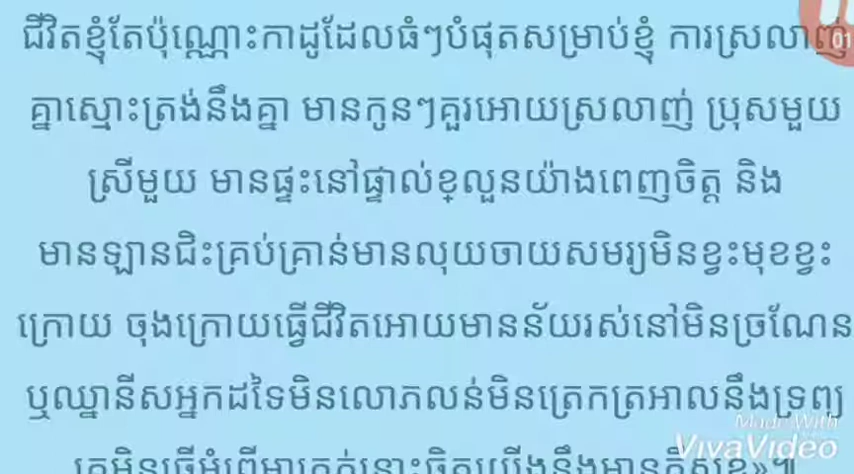 ជីវិតខ្ញុំតែប៉ុណ្ណោះកាដូដែលធំៗបំផុតសម្រាប់ខ្ញុំ ការស្រលាញ់
គ្នាស្មោះត្រង់នឹងគ្នា មានកូនៗគួរអោយស្រលាញ់ ប្រុសមួយ
ស្រីមួយ មានផ្ទះនៅផ្ទាល់ខ្លួនយ៉ាងពេញចិត្ត និង
មានឡានជិះគ្រប់គ្រាន់មានលុយចាយសមរ្យមិនខ្វះមុខខ្វះ
ក្រោយ ចុងក្រោយធ្វើជីវិតអោយមានន័យរស់នៅមិនច្រណែន
ឬឈ្នានីសអ្នកដទៃមិនលោភលន់មិនត្រេកត្រអាលនឹងទ្រព្យ
01
Made With
VivaVideo